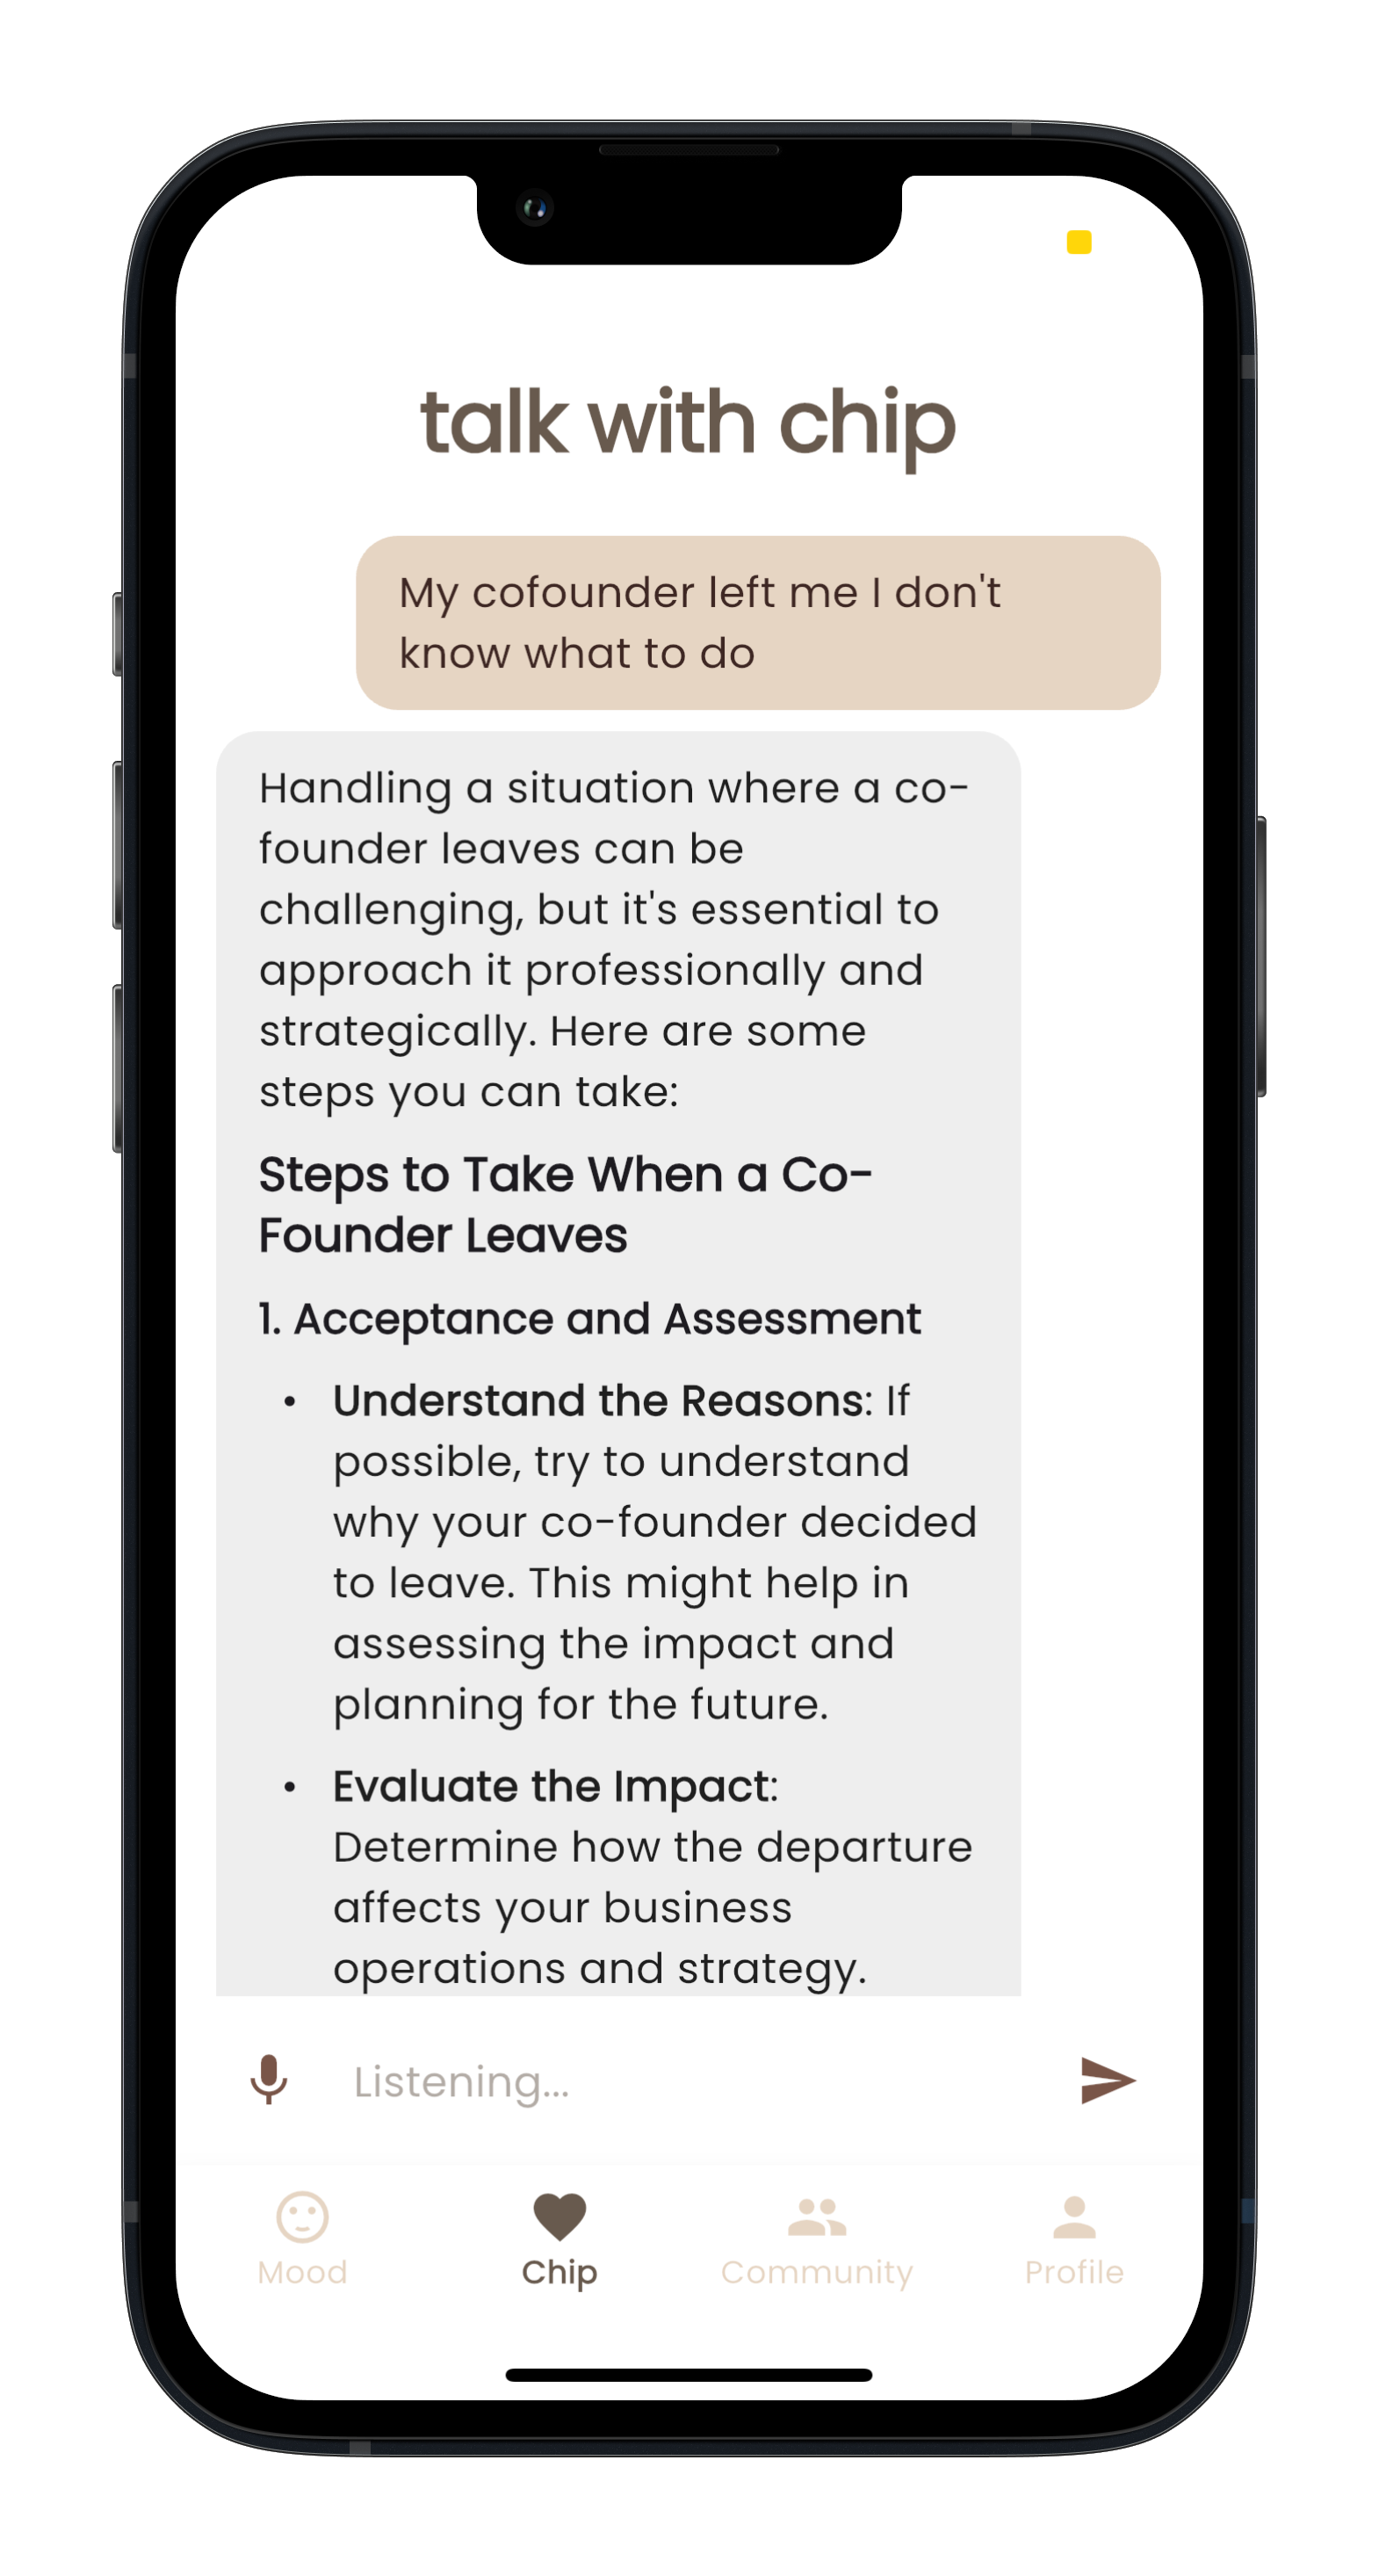 talk with chip
My cofounder left me I don't
know what to do
Handling a situation where a co-
founder leaves can be
challenging, but it's essential to
approach it professionally and
strategically. Here are some
steps you can take:
Steps to Take When a Co-
Founder Leaves
1. Acceptance and Assessment
• Understand the Reasons: If
possible, try to understand
why your co-founder decided
to leave. This might help in
assessing the impact and
planning for the future.
• Evaluate the Impact:
Determine how the departure
affects your business
operations and strategy.
Listening...
Mood Chip Community Profile